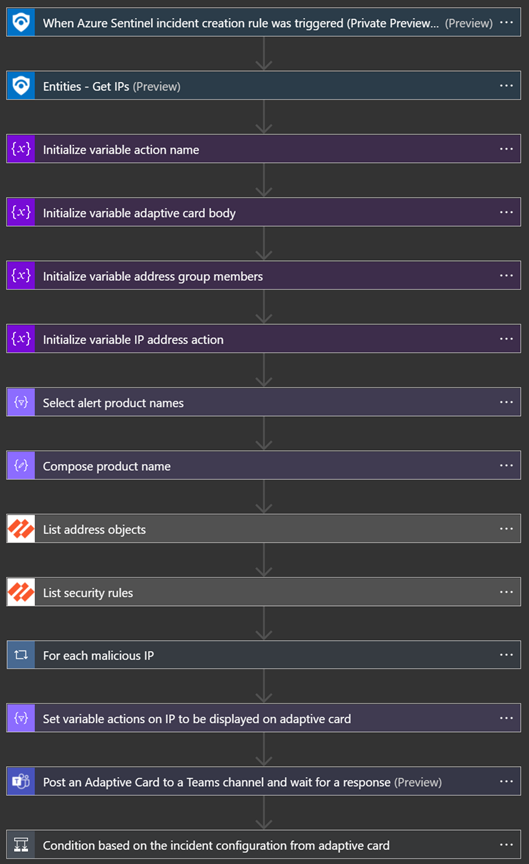 When Azure Sentinel incident creation rule was triggered (Private Preview... (Preview) ...
Entities - Get IPs (Preview) ...
{x} Initialize variable action name ...
{x} Initialize variable adaptive card body ...
{x} Initialize variable address group members ...
{x} Initialize variable IP address action ...
Select alert product names ...
Compose product name ...
List address objects ...
List security rules ...
For each malicious IP ...
Set variable actions on IP to be displayed on adaptive card ...
Post an Adaptive Card to a Teams channel and wait for a response (Preview) ...
Condition based on the incident configuration from adaptive card ...